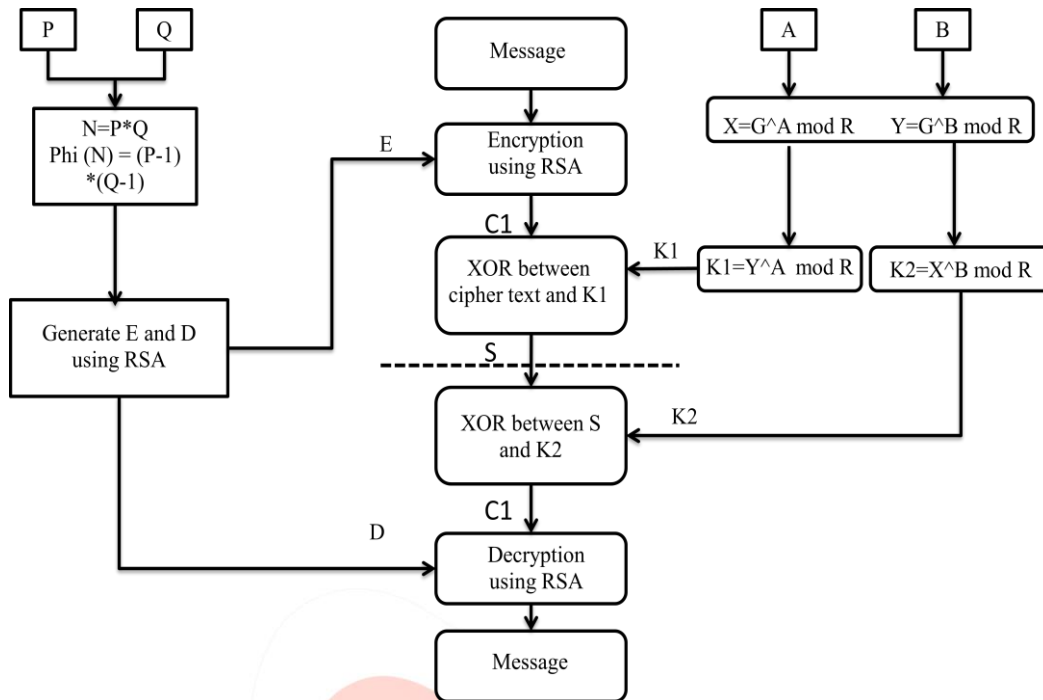 P
Q
N=P*Q
Phi (N) = (P-1)
*(Q-1)
Generate E and D
using RSA
E
D
Message
Encryption
using RSA
C1
XOR between
cipher text and K1
S
XOR between S
and K2
C1
Decryption
using RSA
Message
A
B
X=G^A mod R Y=G^B mod R
K1
K1=Y^A mod R
K2=X^B mod R
K2